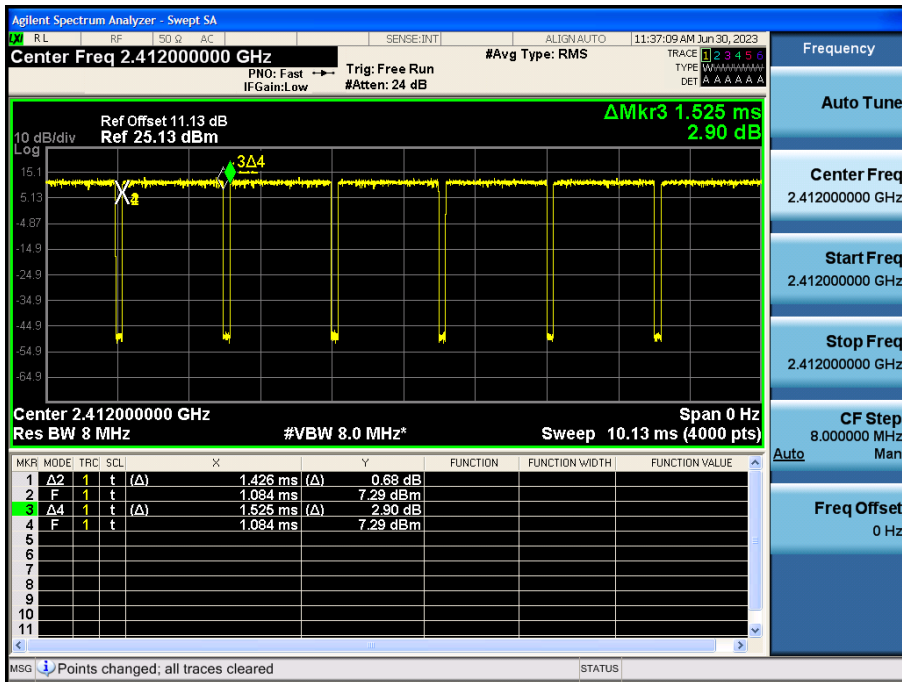 Agilent Spectrum Analyzer - Swept SA
LXI RL RF 50 Ω AC SENSE:INT ALIGNAUTO 11:37:09 AM Jun 30, 2023
Center Freq 2.412000000 GHz
PNO: Fast
IFGain:Low
Trig: Free Run
#Atten: 24 dB
#Avg Type: RMS
TRACE 1 2 3 4 5 6
TYPE WWWWWW
DET A A A A A A
ΔMkr3 1.525 ms
2.90 dB
Ref Offset 11.13 dB
10 dB/div Ref 25.13 dBm
Log
15.1
5.13
-4.87
-14.9
-24.9
-34.9
-44.9
-54.9
-64.9
3Δ4
Center 2.412000000 GHz Span 0 Hz
Res BW 8 MHz #VBW 8.0 MHz* Sweep 10.13 ms (4000 pts)
MKR MODE TRC SCL X Y FUNCTION FUNCTION WIDTH FUNCTION VALUE
1 Δ2 1 t (Δ) 1.426 ms (Δ) 0.68 dB
2 F 1 t 1.084 ms 7.29 dBm
3 Δ4 1 t (Δ) 1.525 ms (Δ) 2.90 dB
4 F 1 t 1.084 ms 7.29 dBm
5
6
7
8
9
10
11
MSG Points changed; all traces cleared STATUS
Frequency
Auto Tune
Center Freq
2.412000000 GHz
Start Freq
2.412000000 GHz
Stop Freq
2.412000000 GHz
CF Step
8.000000 MHz
Auto Man
Freq Offset
0 Hz